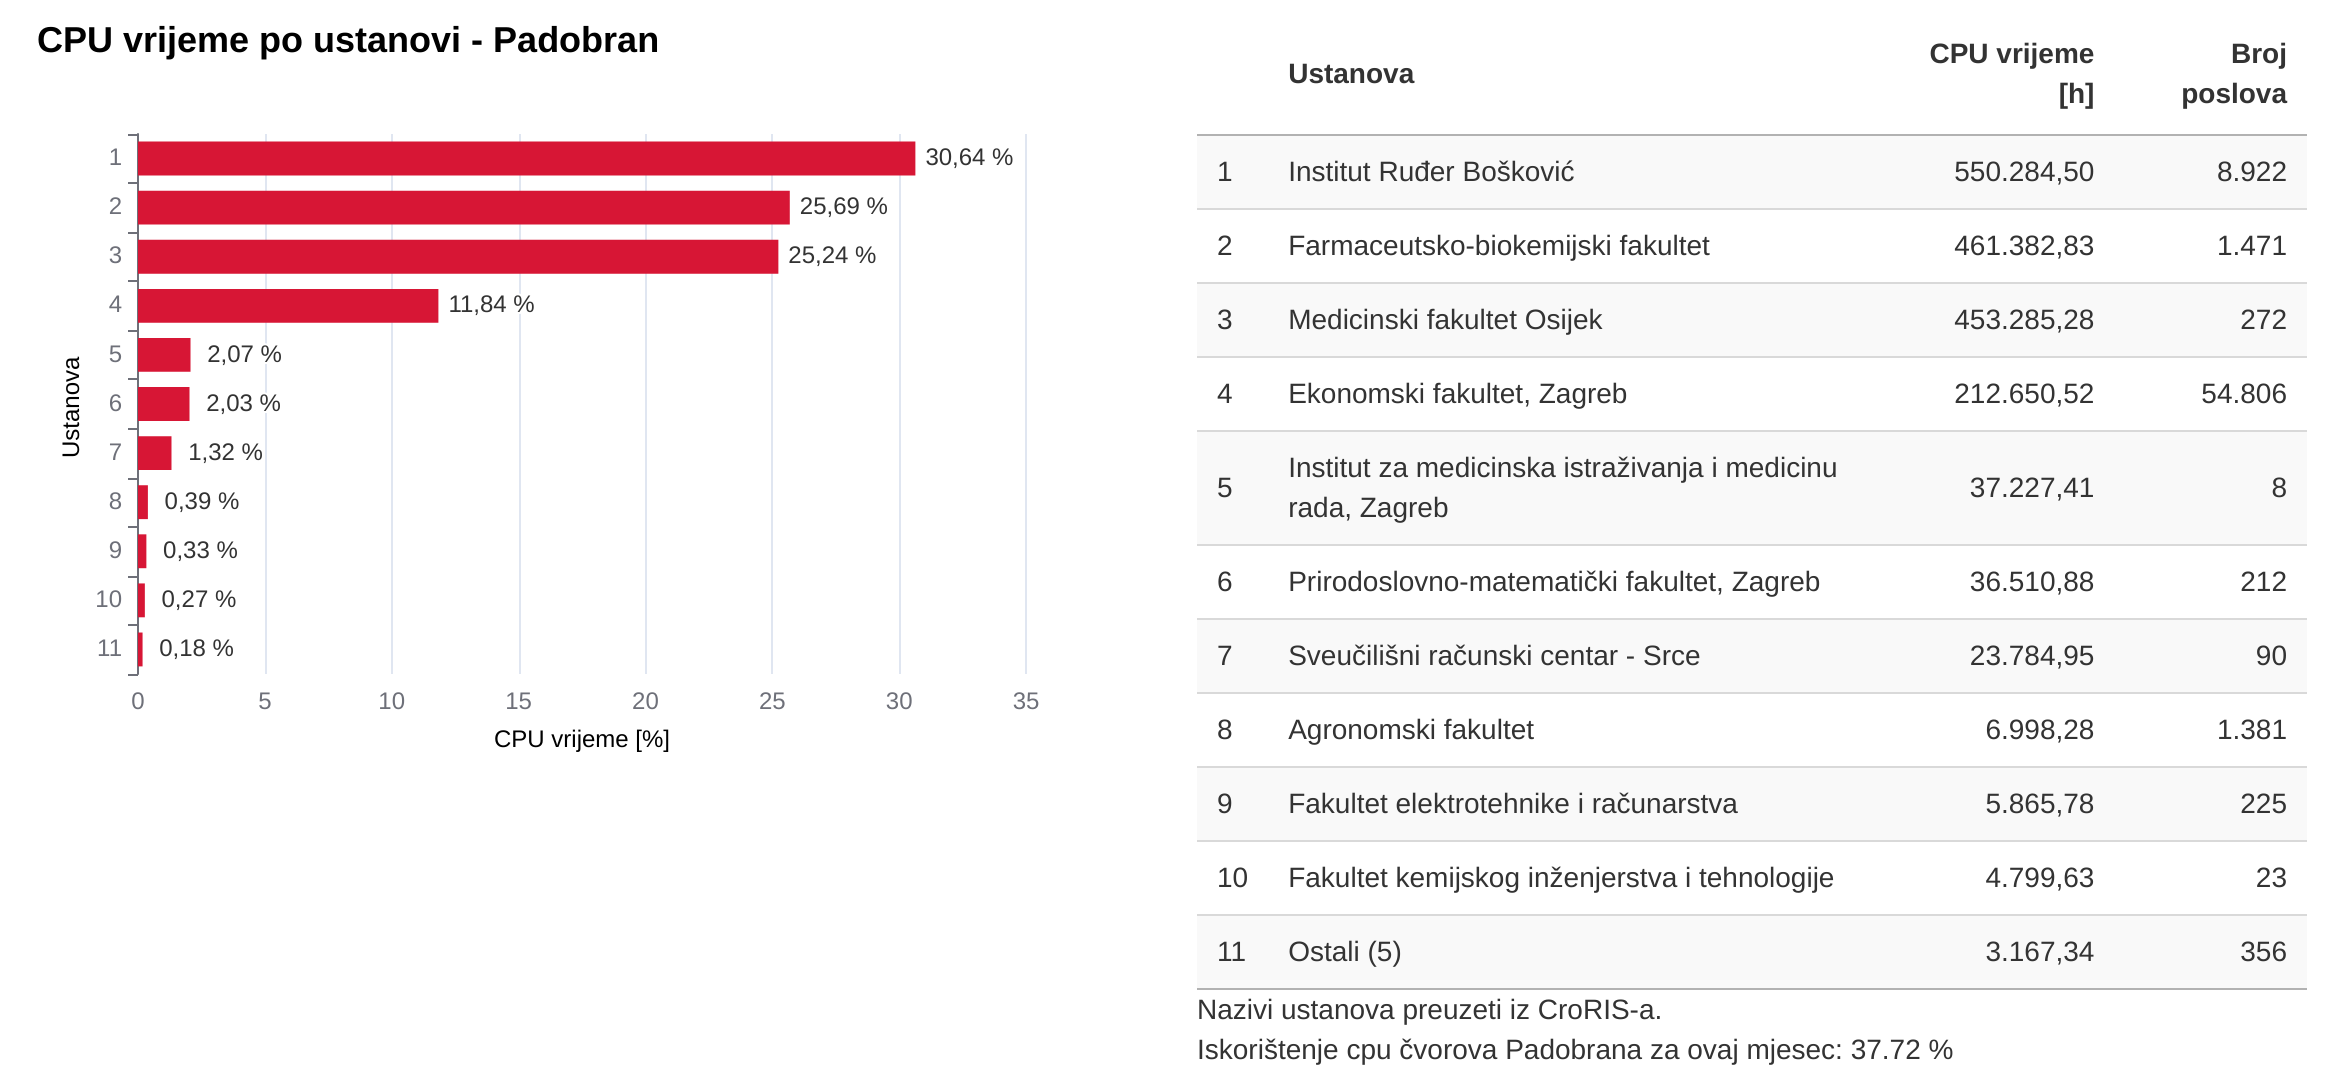 CPU vrijeme po ustanovi - Padobran
Ustanova
1 30,64 %
2 25,69 %
3 25,24 %
4 11,84 %
5 2,07 %
6 2,03 %
7 1,32 %
8 0,39 %
9 0,33 %
10 0,27 %
11 0,18 %
0 5 10 15 20 25 30 35
CPU vrijeme [%]
Ustanova CPU vrijeme [h] Broj poslova
1 Institut Ruđer Bošković 550.284,50 8.922
2 Farmaceutsko-biokemijski fakultet 461.382,83 1.471
3 Medicinski fakultet Osijek 453.285,28 272
4 Ekonomski fakultet, Zagreb 212.650,52 54.806
5 Institut za medicinska istraživanja i medicinu
rada, Zagreb 37.227,41 8
6 Prirodoslovno-matematički fakultet, Zagreb 36.510,88 212
7 Sveučilišni računski centar - Srce 23.784,95 90
8 Agronomski fakultet 6.998,28 1.381
9 Fakultet elektrotehnike i računarstva 5.865,78 225
10 Fakultet kemijskog inženjerstva i tehnologije 4.799,63 23
11 Ostali (5) 3.167,34 356
Nazivi ustanova preuzeti iz CroRIS-a.
Iskorištenje cpu čvorova Padobrana za ovaj mjesec: 37.72 %